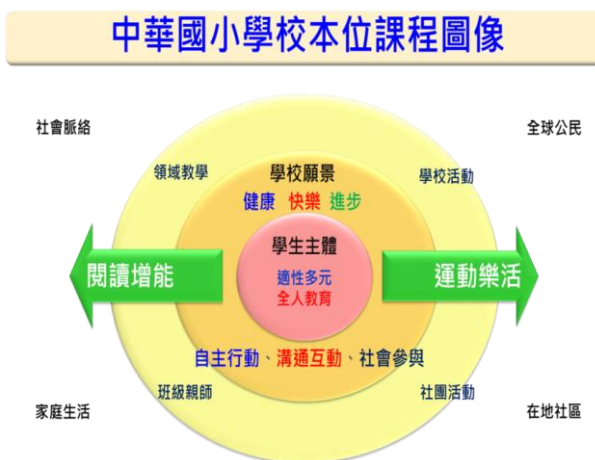 中華國小學校本位課程圖像
社會脈絡
全球公民
領域教學
學校願景
學校活動
健康 快樂 進步
學生主體
閱讀增能
適性多元
運動樂活
全人教育
自主行動、溝通互動、社會參與
班級親師
社團活動
家庭生活
在地社區